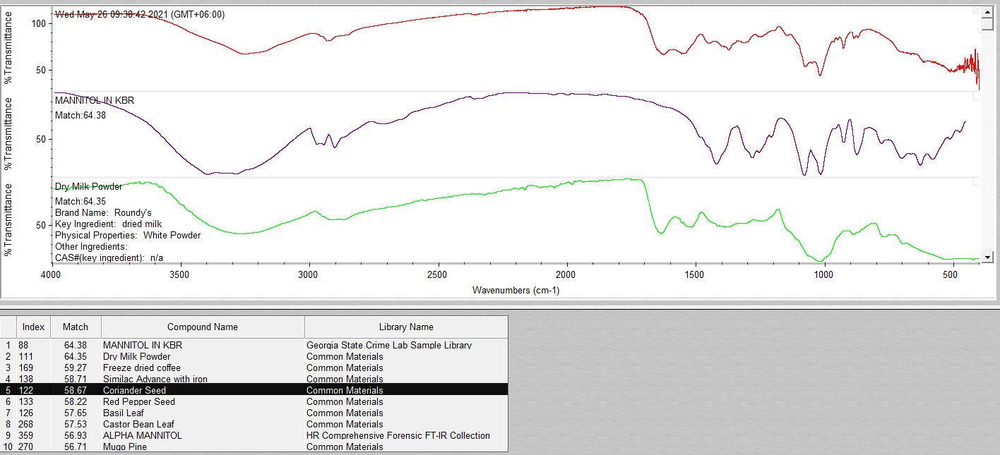 Wed May 26 09:38:42 2021 (GMT+06:00)
% Transmittance
100
50
MANNITOL IN KBR
Match:64.38
% Transmittance
50
Dry Milk Powder
Match:64.35
Brand Name: Roundy's
Key Ingredient: dried milk
Physical Properties: White Powder
Other Ingredients:
CAS#(key ingredient): n/a
% Transmittance
50
4000 3500 3000 2500 2000 1500 1000 500
Wavenumbers (cm-1)
Index Match Compound Name Library Name
1 88 64.38 MANNITOL IN KBR Georgia State Crime Lab Sample Library
2 111 64.35 Dry Milk Powder Common Materials
3 169 59.27 Freeze dried coffee Common Materials
4 138 58.71 Similac Advance with iron Common Materials
5 122 58.67 Coriander Seed Common Materials
6 133 58.22 Red Pepper Seed Common Materials
7 126 57.65 Basil Leaf Common Materials
8 268 57.53 Castor Bean Leaf Common Materials
9 359 56.93 ALPHA MANNITOL HR Comprehensive Forensic FT-IR Collection
10 270 56.71 Mugo Pine Common Materials